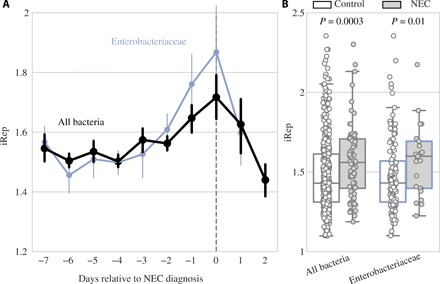 A
Enterobacteriaceae
All bacteria
iRep
2
1.8
1.6
1.4
1.2
−7 −6 −5 −4 −3 −2 −1 0 1 2
Days relative to NEC diagnosis
B
Control NEC
P = 0.0003 P = 0.01
iRep
2
1.5
1
All bacteria
Enterobacteriaceae